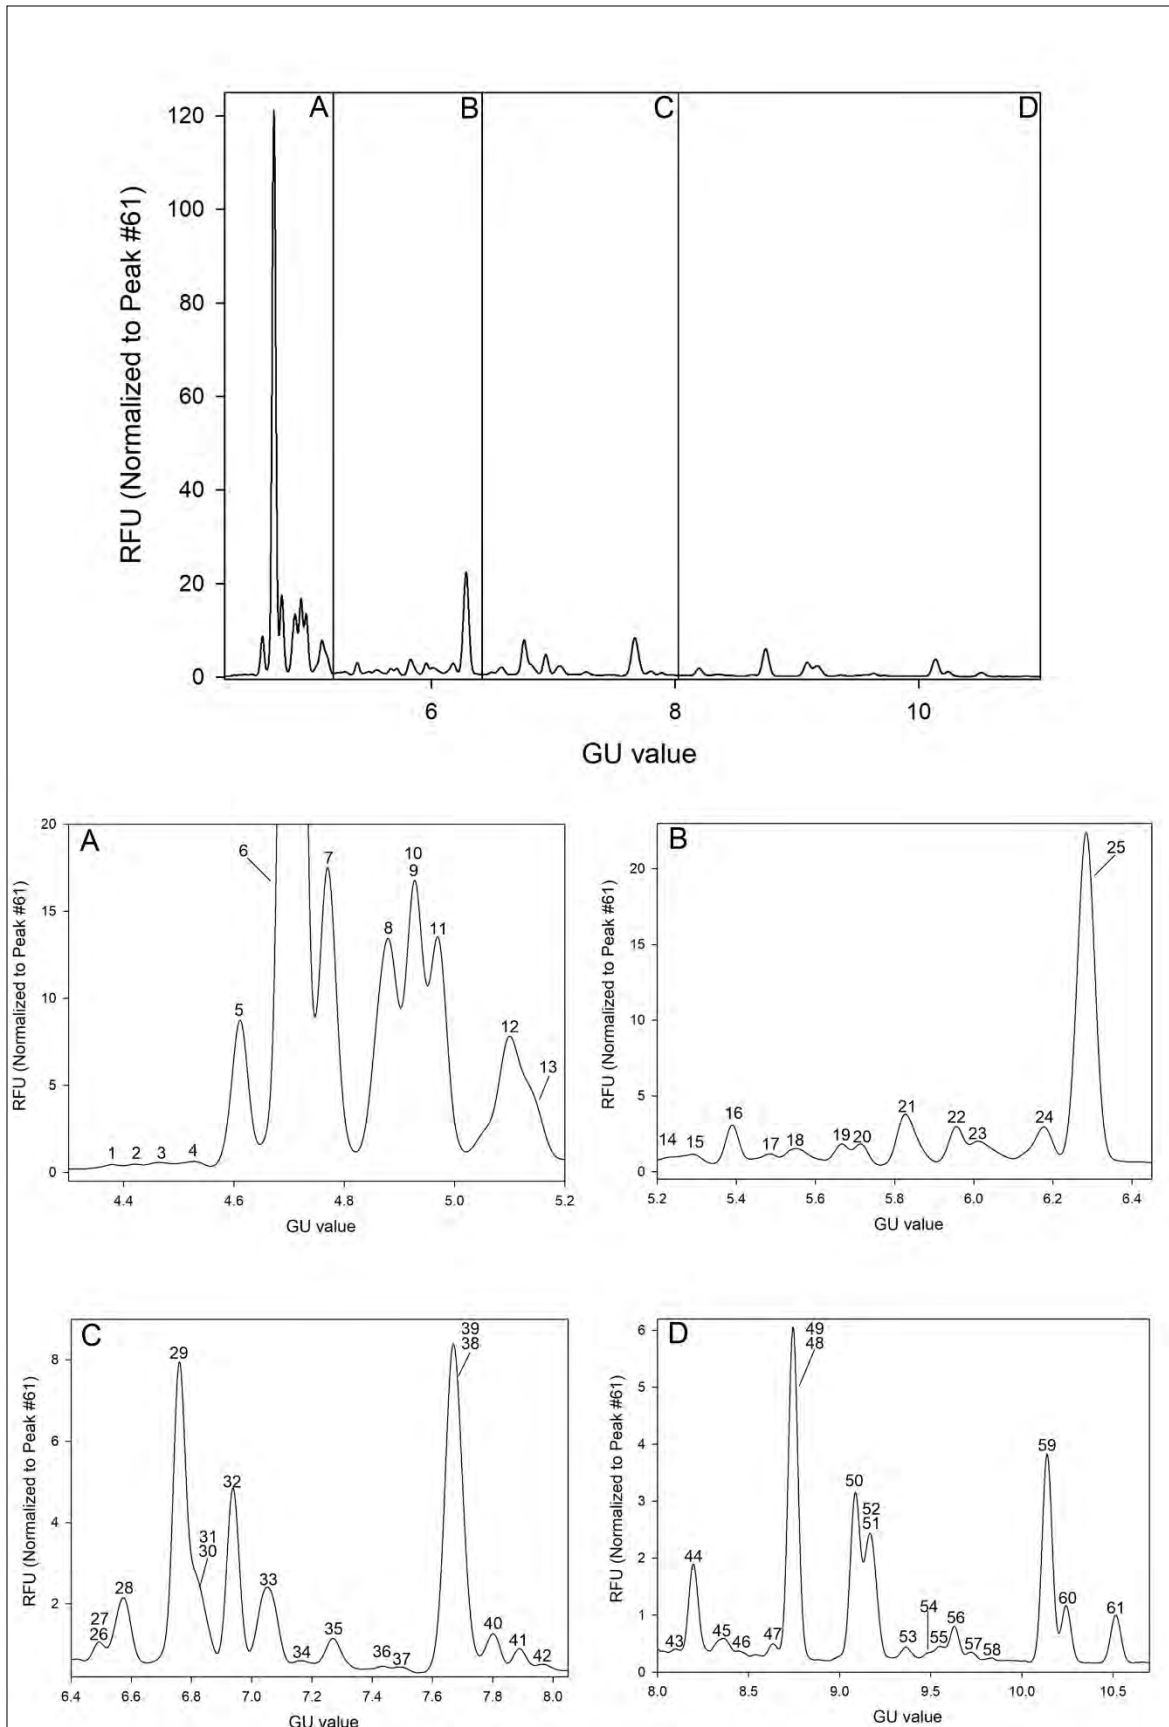 A B C D
120
100
80
60
40
20
0
RFU (Normalized to Peak #61)
6 8 10
GU value
A
20
15
10
5
0
RFU (Normalized to Peak #61)
6 7 8 10
9 11
5 12
13
1 2 3 4
4.4 4.6 4.8 5.0 5.2
GU value
B
20
15
10
5
0
RFU (Normalized to Peak #61)
25
14 15 16 17 18 19 20 21 22 23 24
5.2 5.4 5.6 5.8 6.0 6.2 6.4
GU value
C
8
6
4
2
RFU (Normalized to Peak #61)
29
39
38
32
31
30
27
26 28 33
34 35 36 37 40 41 42
6.4 6.6 6.8 7.0 7.2 7.4 7.6 7.8 8.0
GU value
D
6
5
4
3
2
1
0
RFU (Normalized to Peak #61)
49
48
59
50 52
51
44
54 56 60 61
43 45 46 47 53 55 57 58
8.0 8.5 9.0 9.5 10.0 10.5
GU value